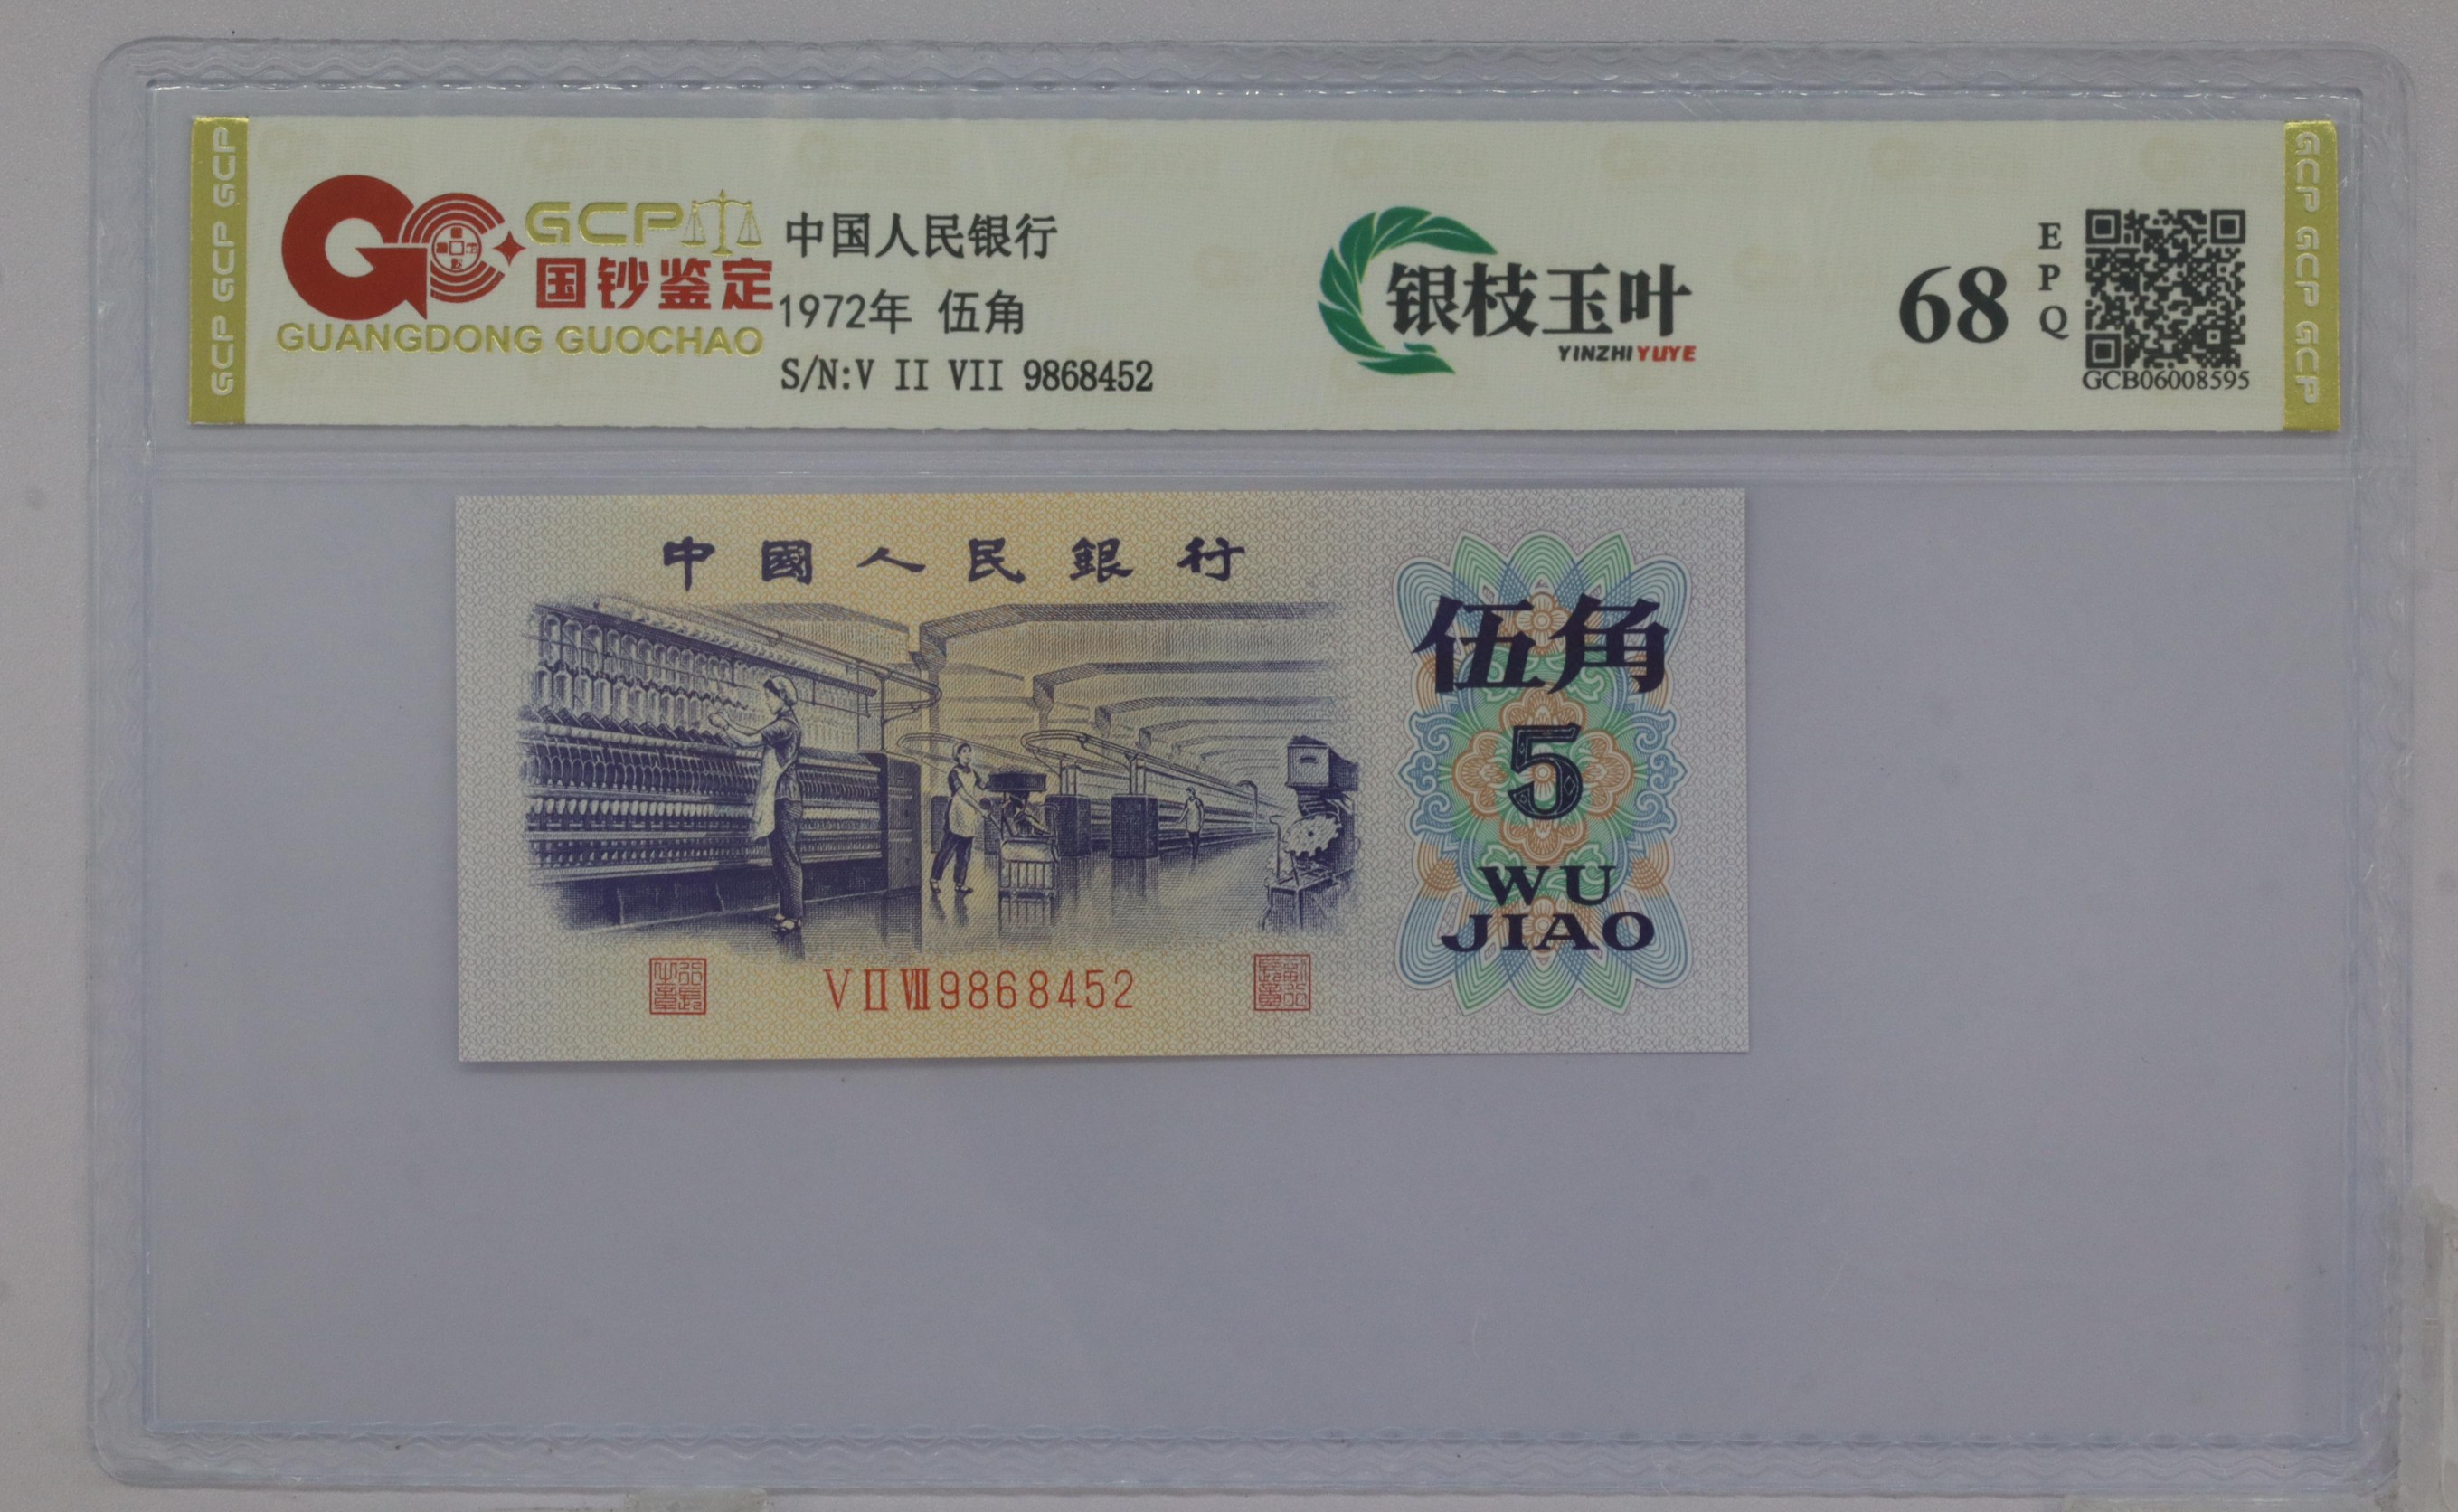 GCP GCP GCP
GCP
国钞鉴定
GUANGDONG GUOCHAO
中国人民银行
1972年 伍角
S/N:V II VII 9868452
银枝玉叶
YINZHIYUYE
68
EPQ
GCB06008595
GCP GCP GCP
中國人民銀行
伍角
5
WU
JIAO
V II VII 9868452